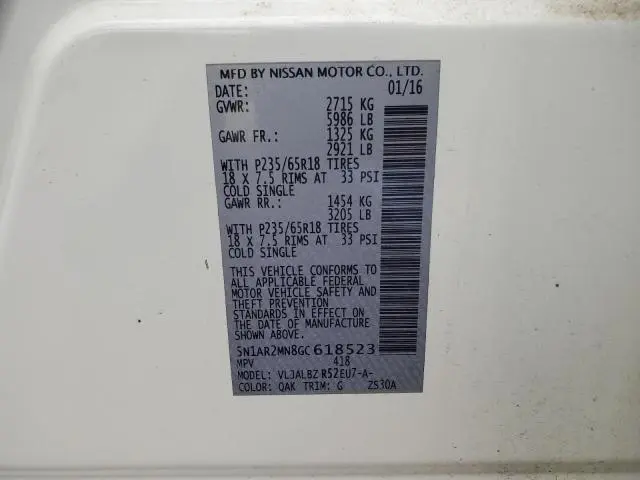 MFD BY NISSAN MOTOR CO., LTD.
DATE: 01/16
GVWR: 2715 KG
5986 LB
GAWR FR.: 1325 KG
2921 LB
WITH P235/65R18 TIRES
18 X 7.5 RIMS AT 33 PSI
COLD SINGLE
GAWR RR.: 1454 KG
3205 LB
WITH P235/65R18 TIRES
18 X 7.5 RIMS AT 33 PSI
COLD SINGLE
THIS VEHICLE CONFORMS TO
ALL APPLICABLE FEDERAL
MOTOR VEHICLE SAFETY AND
THEFT PREVENTION
STANDARDS IN EFFECT ON
THE DATE OF MANUFACTURE
SHOWN ABOVE.
5N1AR2MN8GC618523
MPV 418
MODEL: VLJALBZ R52EU7-A-
COLOR: QAK TRIM: G ZS30A